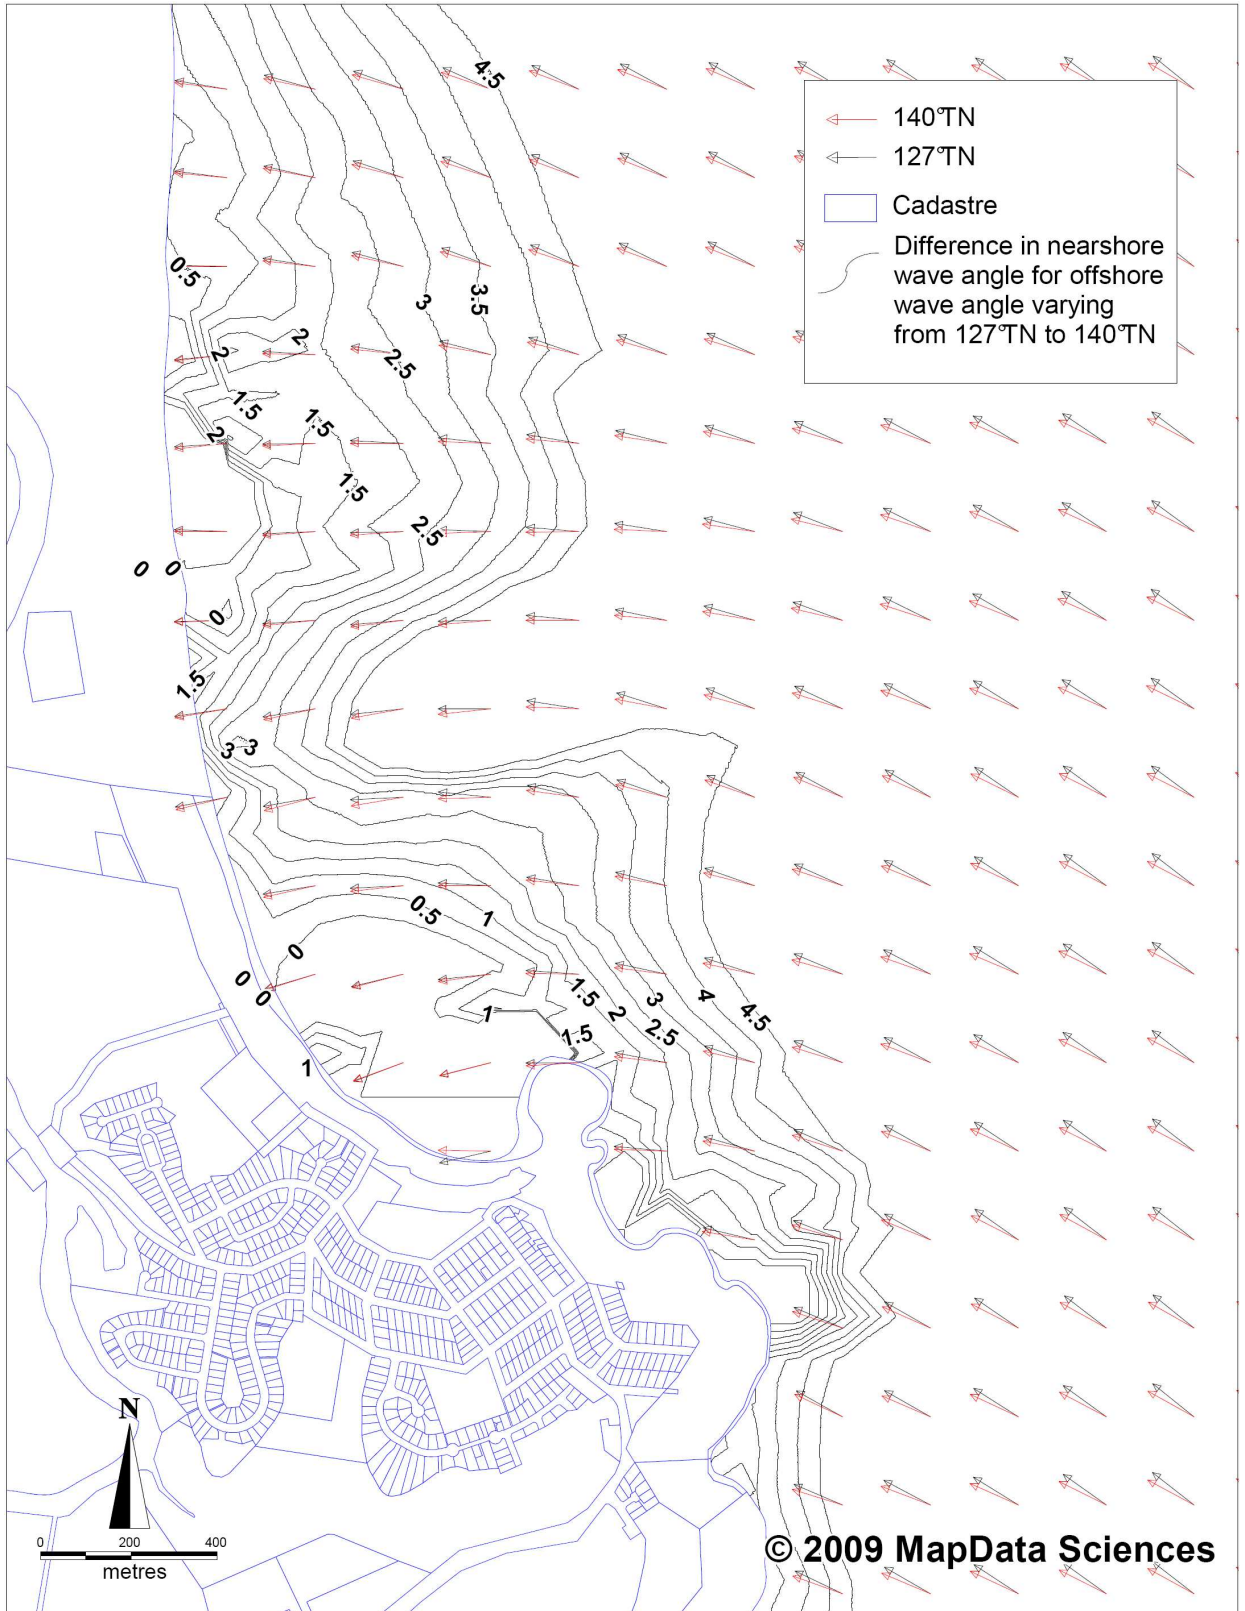 4.5
140°TN
127°TN
Cadastre
Difference in nearshore
wave angle for offshore
wave angle varying
from 127°TN to 140°TN
0.5
3.5
3
2
2
2.5
1.5
1.5
2
1.5
2.5
0 0
0
1.5
3 3
0.5
1
0
0 0
1.5
3
4
2
4.5
1
1.5
2.5
1
N
0 200 400
metres
© 2009 MapData Sciences